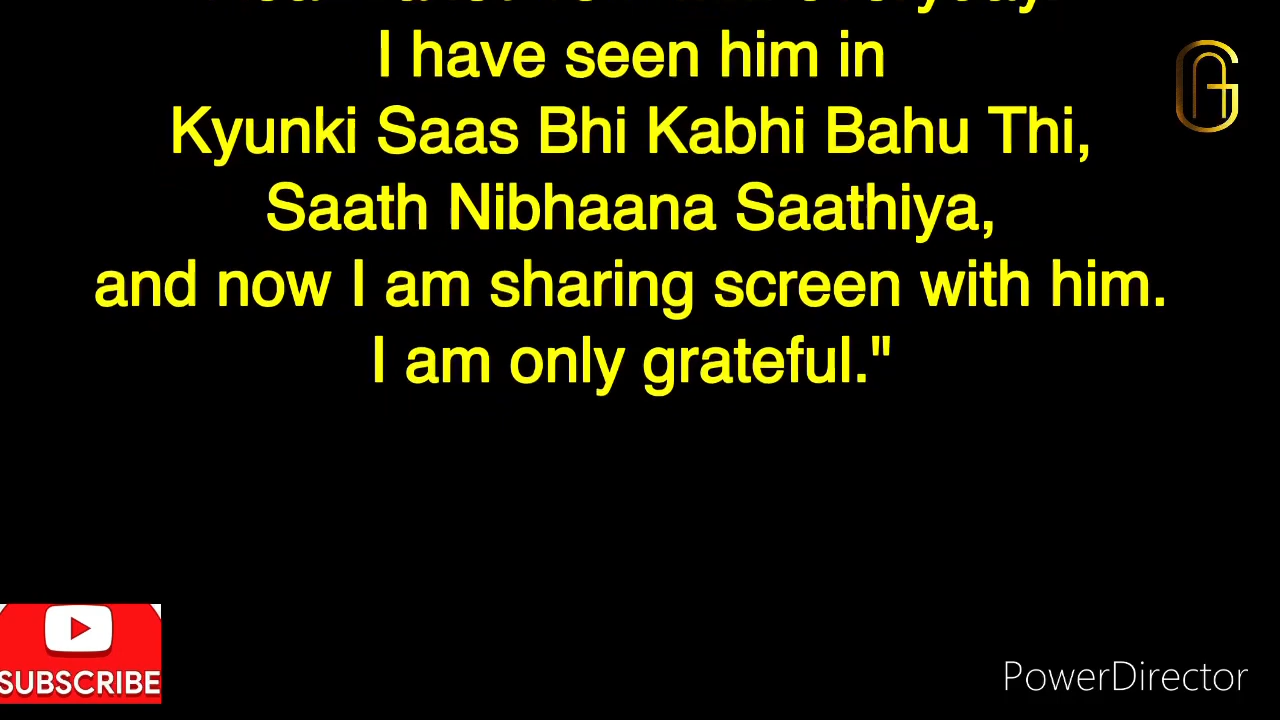 I have seen him in
Kyunki Saas Bhi Kabhi Bahu Thi,
Saath Nibhaana Saathiya,
and now I am sharing screen with him.
I am only grateful."
SUBSCRIBE
PowerDirector